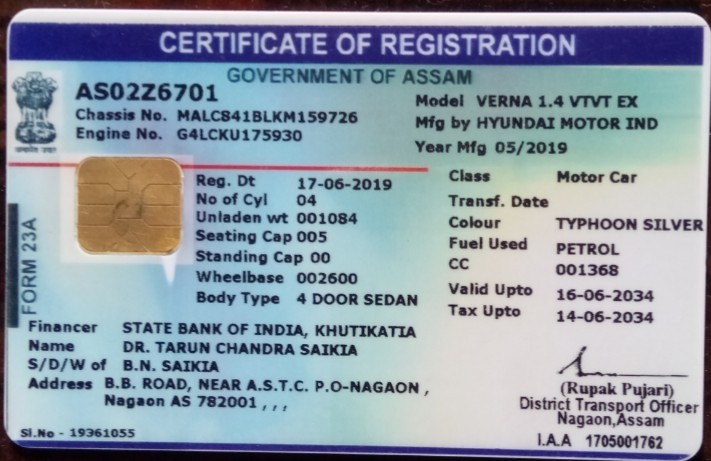 CERTIFICATE OF REGISTRATION
GOVERNMENT OF ASSAM
AS02Z6701
Chassis No. MALC841BLKM159726
Engine No. G4LCKU175930
Model VERNA 1.4 VTVT EX
Mfg by HYUNDAI MOTOR IND
Year Mfg 05/2019
Reg. Dt 17-06-2019
No of Cyl 04
Unladen wt 001084
Seating Cap 005
Standing Cap 00
Wheelbase 002600
Body Type 4 DOOR SEDAN
Class Motor Car
Transf. Date
Colour TYPHOON SILVER
Fuel Used PETROL
CC 001368
Valid Upto 16-06-2034
Tax Upto 14-06-2034
FORM 23A
Financer STATE BANK OF INDIA, KHUTIKATIA
Name DR. TARUN CHANDRA SAIKIA
S/D/W of B.N. SAIKIA
Address B.B. ROAD, NEAR A.S.T.C. P.O-NAGAON ,
Nagaon AS 782001 , , ,
Sl.No - 19361055
(Rupak Pujari)
District Transport Officer
Nagaon,Assam
I.A.A 1705001762